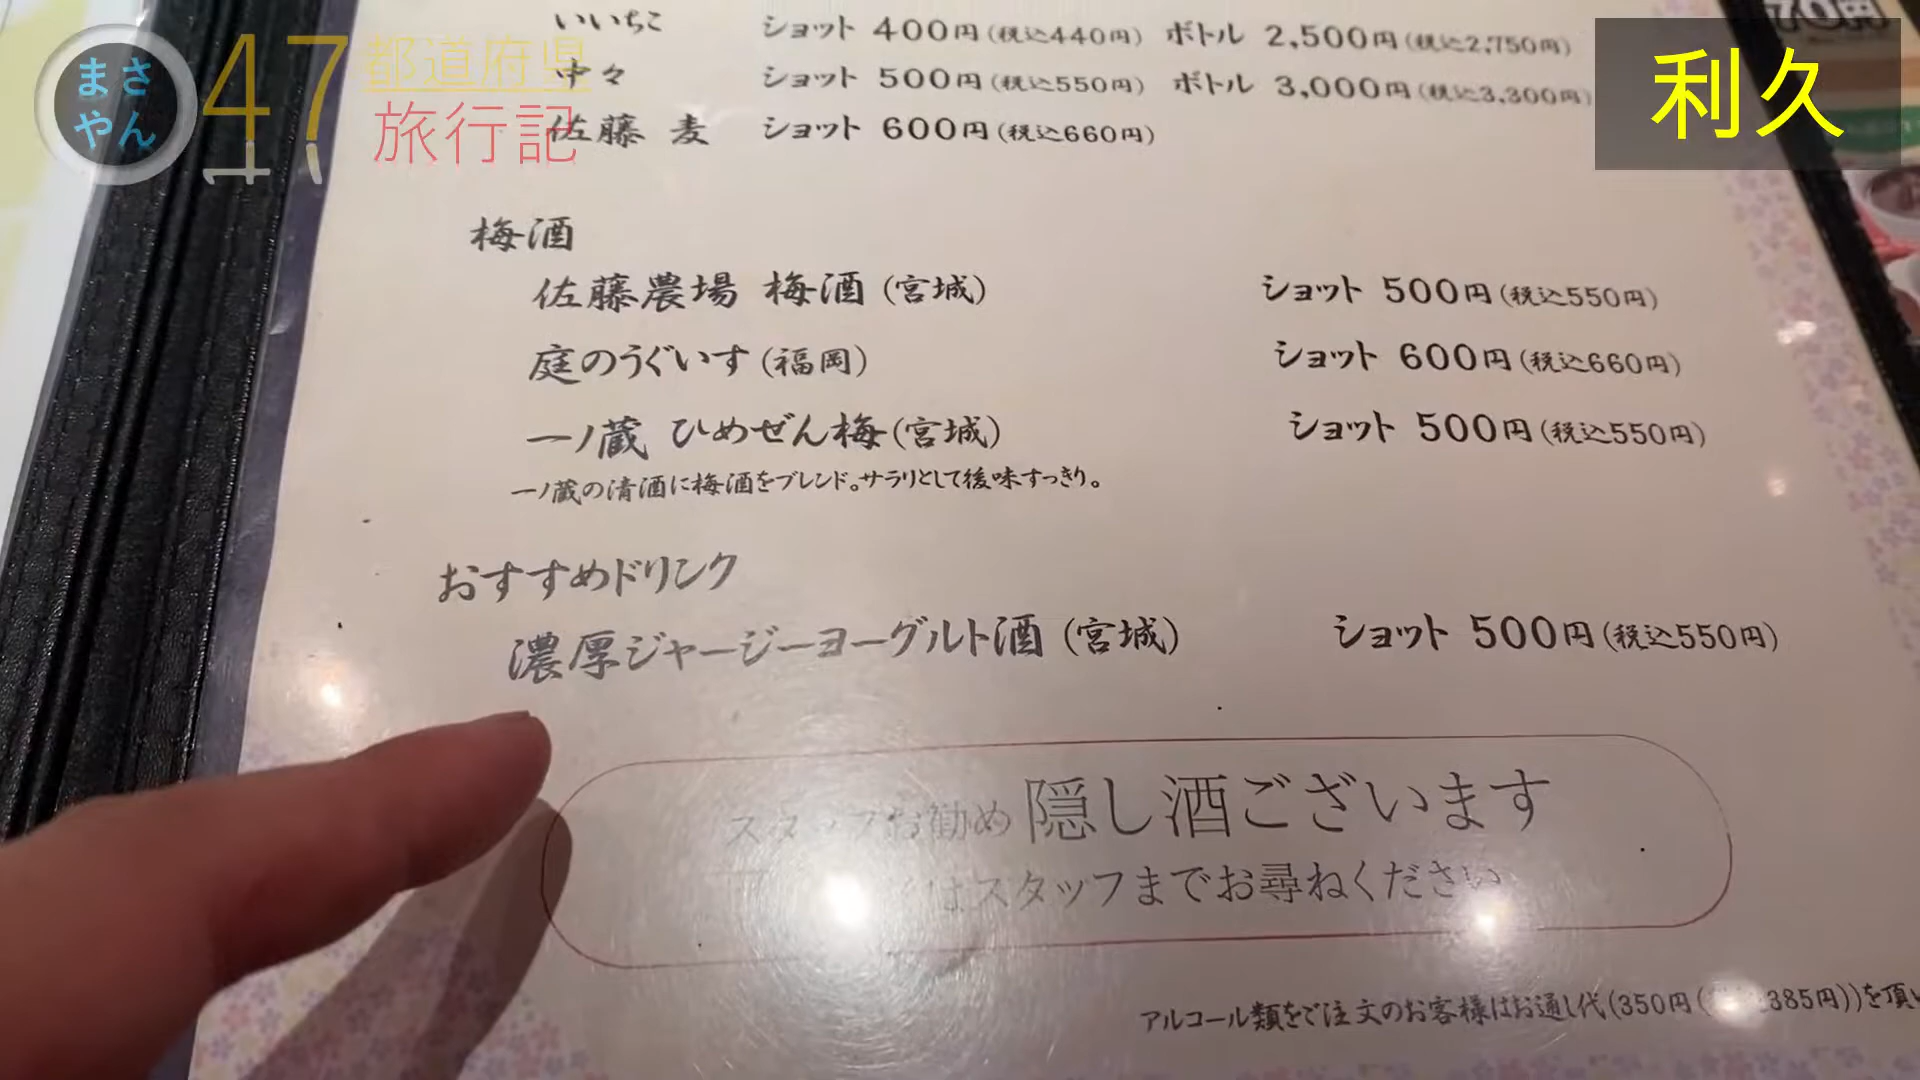 まさ
やん
47都道府県
旅行記
利久
70円
いいちこ ショット 400円(税込440円) ボトル 2,500円(税込2,750円)
中々 ショット 500円(税込550円) ボトル 3,000円(税込3,300円)
佐藤 麦 ショット 600円(税込660円)
梅酒
佐藤農場 梅酒(宮城) ショット 500円(税込550円)
庭のうぐいす(福岡) ショット 600円(税込660円)
一ノ蔵 ひめぜん梅(宮城) ショット 500円(税込550円)
一ノ蔵の清酒に梅酒をブレンド。サラリとして後味すっきり。
おすすめドリンク
濃厚ジャージーヨーグルト酒(宮城) ショット 500円(税込550円)
スタッフお勧め 隠し酒ございます
はスタッフまでお尋ねください
アルコール類をご注文のお客様はお通し代(350円( 385円))を頂